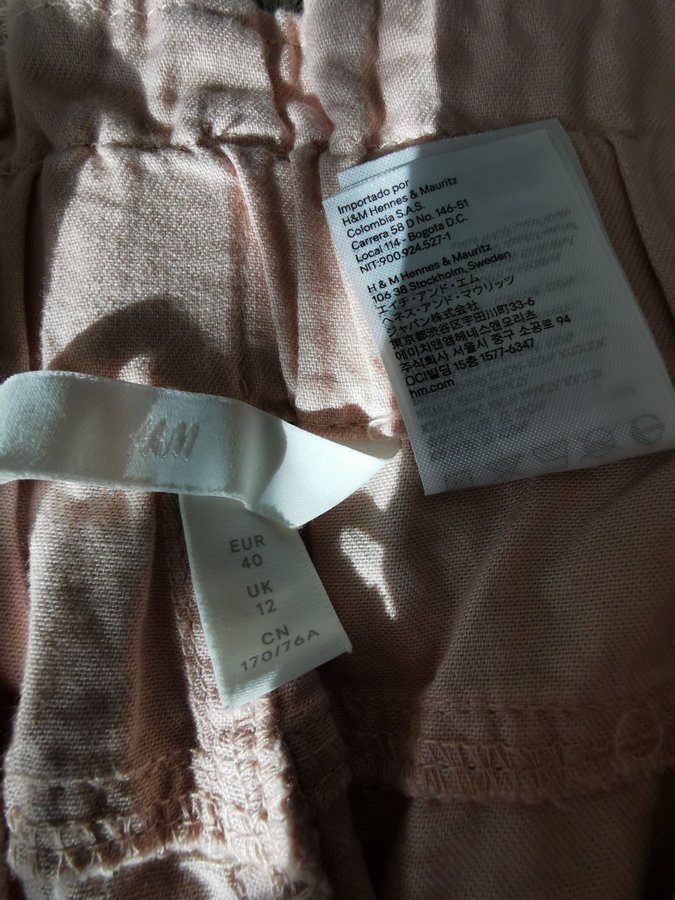 Importado por
H&M Hennes & Mauritz
Colombia S.A.S.
Carrera 58 D No. 146-51
Local 114 - Bogota D.C.
NIT-900.924.527-1
H & M Hennes & Mauritz
106 38 Stockholm, Sweden
エイチ・アンド・エム
ヘネス・アンド・マウリッツ
ジャパン株式会社
東京都渋谷区宇田川町33-6
에이치앤엠헤네스앤모리츠
주식회사 서울시 중구 소공로 94
OCI빌딩 15층 1577-6347
hm.com
H&M
EUR
40
UK
12
CN
170/76A